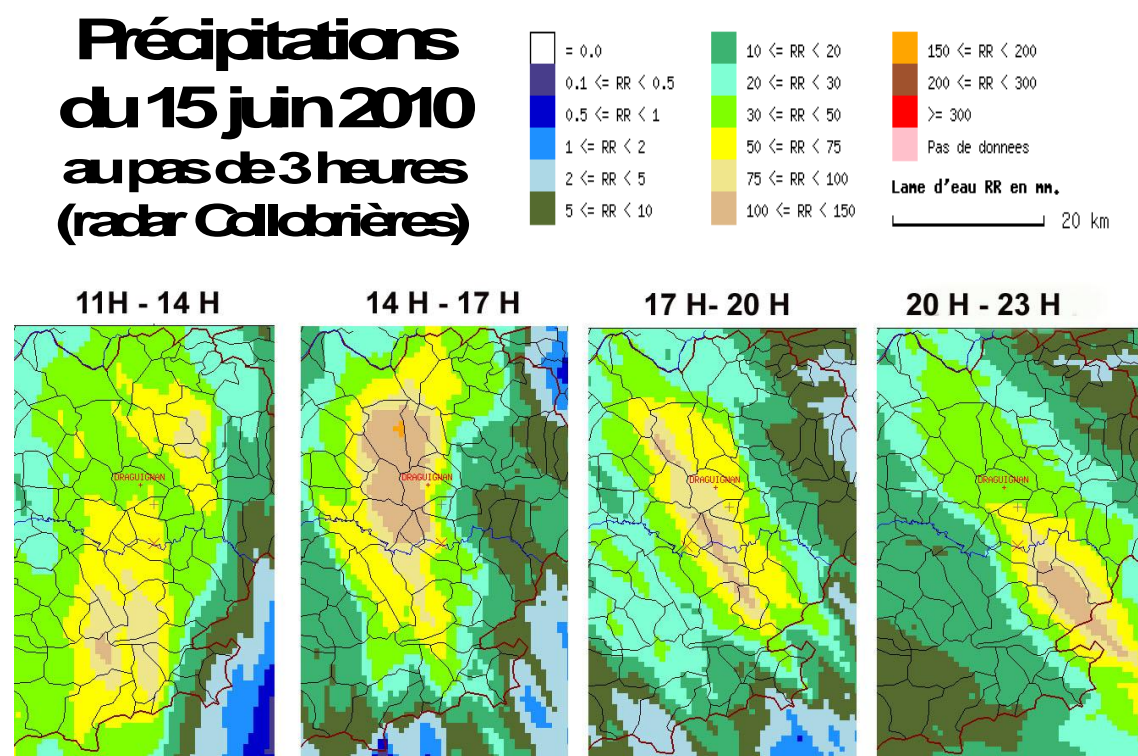 Précipitations
du 15 juin 2010
au pas de 3 heures
(radar Collobrières)
= 0.0
0.1 <= RR < 0.5
0.5 <= RR < 1
1 <= RR < 2
2 <= RR < 5
5 <= RR < 10
10 <= RR < 20
20 <= RR < 30
30 <= RR < 50
50 <= RR < 75
75 <= RR < 100
100 <= RR < 150
150 <= RR < 200
200 <= RR < 300
>= 300
Pas de donnees
Lame d'eau RR en mm.
20 km
11H - 14 H
14 H - 17 H
17 H- 20 H
20 H - 23 H
DRAGUIGNAN
DRAGUIGNAN
DRAGUIGNAN
DRAGUIGNAN